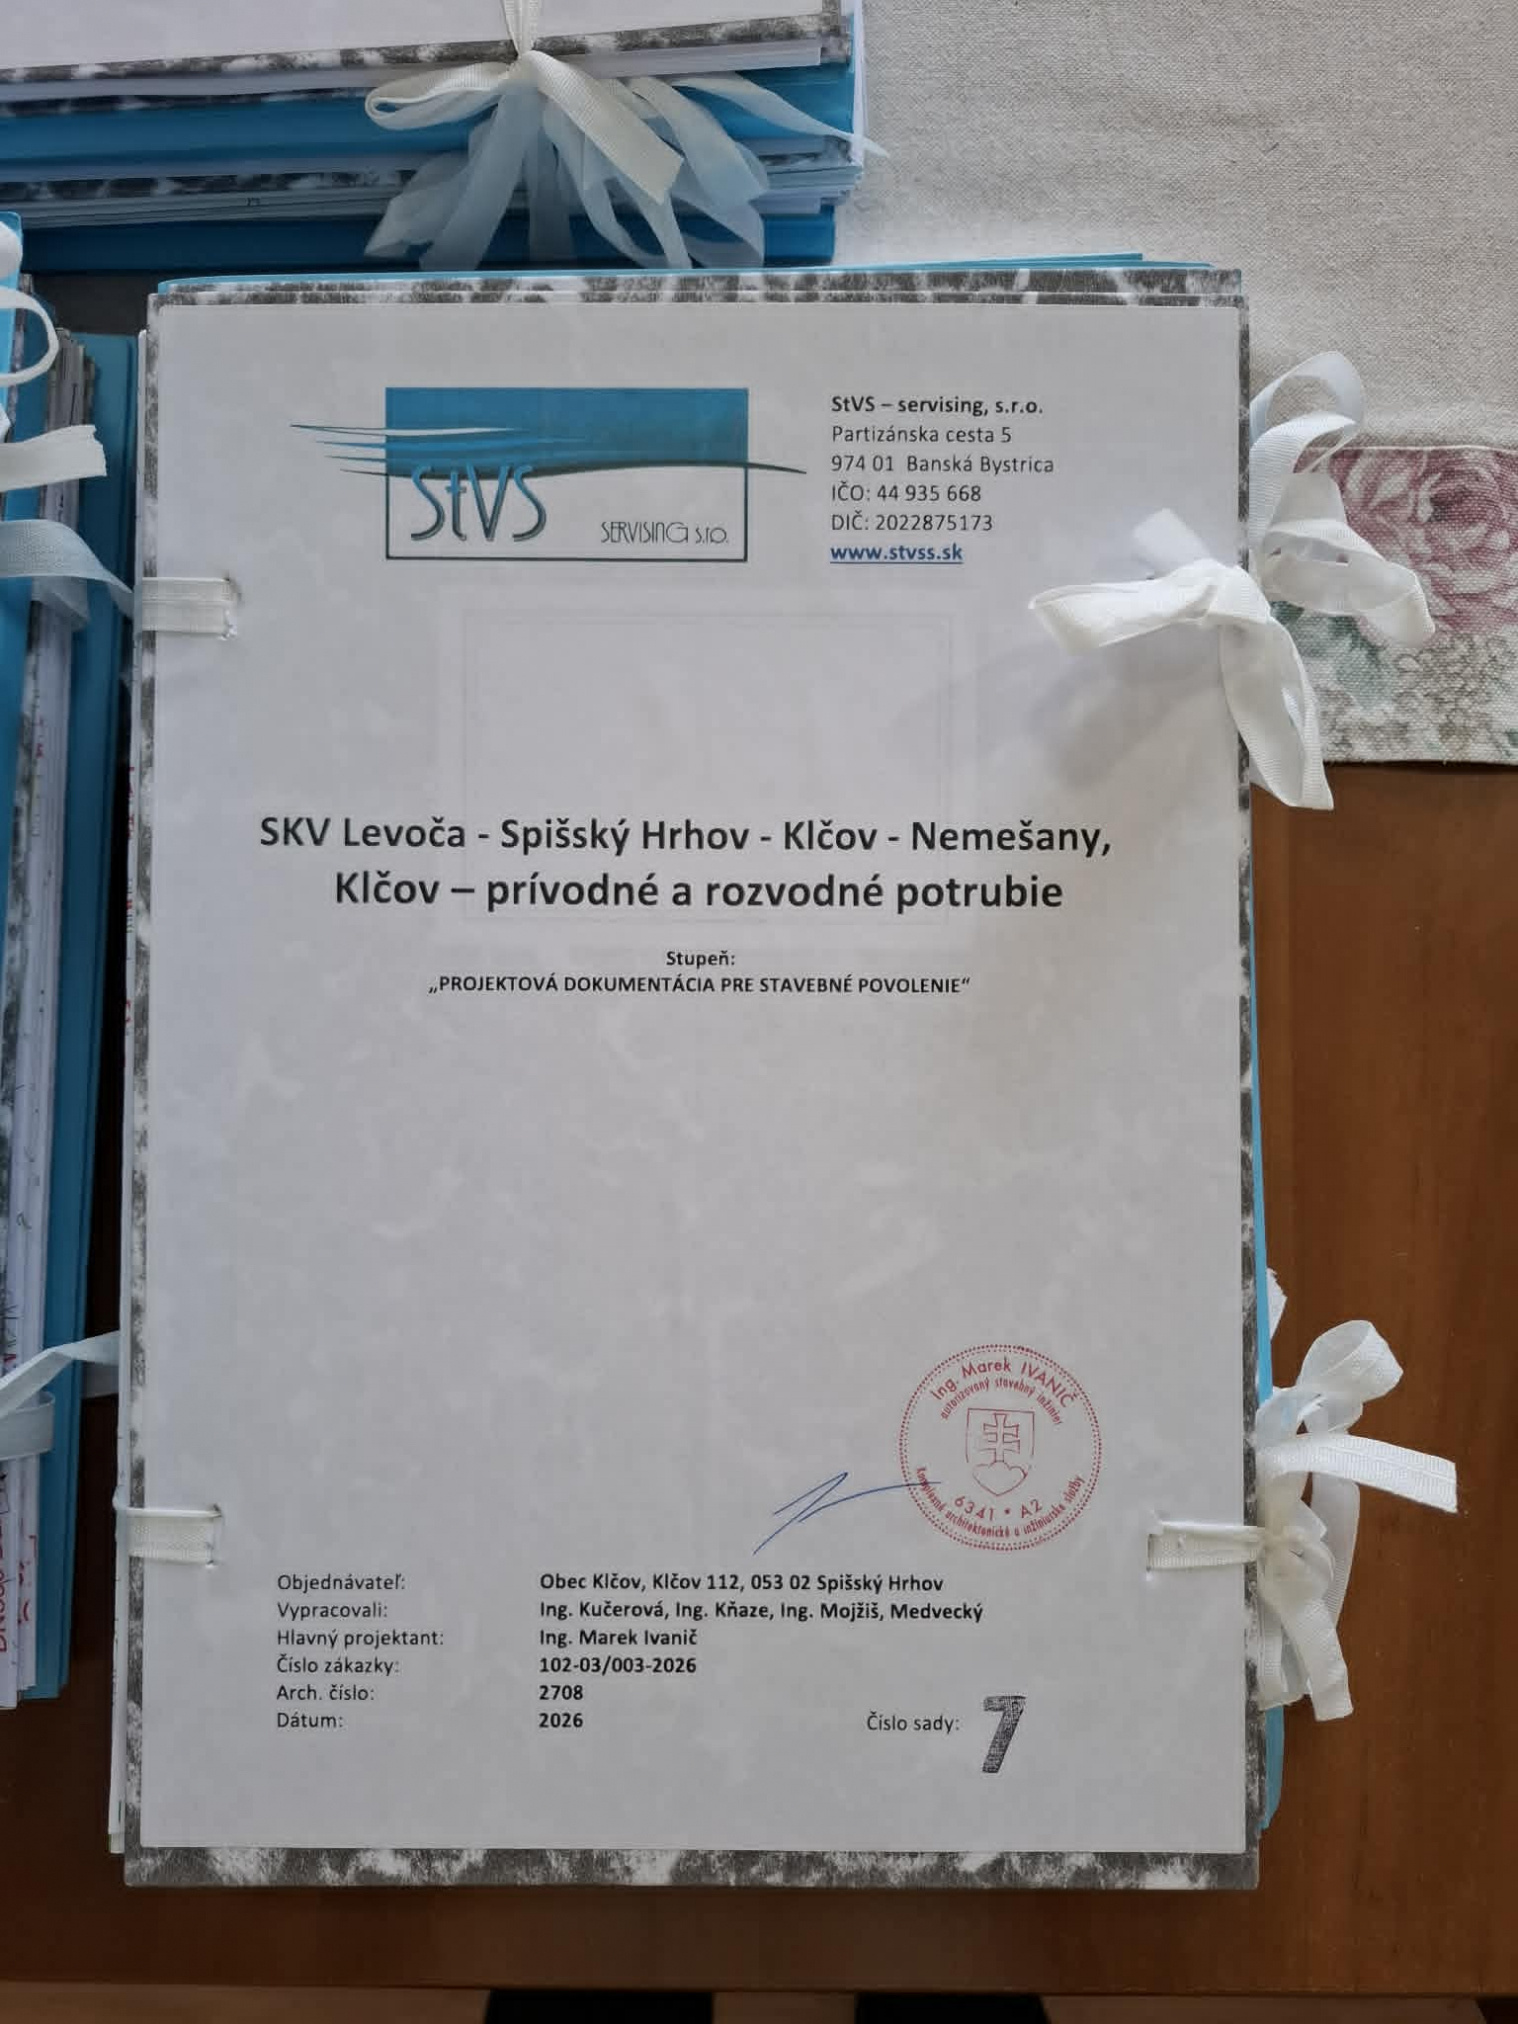 StVS
SERVISING s.r.o.
StVS – servising, s.r.o.
Partizánska cesta 5
974 01 Banská Bystrica
IČO: 44 935 668
DIČ: 2022875173
www.stvss.sk
SKV Levoča - Spišský Hrhov - Klčov - Nemešany,
Klčov – prívodné a rozvodné potrubie
Stupeň:
„PROJEKTOVÁ DOKUMENTÁCIA PRE STAVEBNÉ POVOLENIE“
Ing. Marek IVANIČ
autorizovaný stavebný inžinier
6341 * A2
Komplexné architektonické a inžinierske služby
Objednávateľ: Obec Klčov, Klčov 112, 053 02 Spišský Hrhov
Vypracovali: Ing. Kučerová, Ing. Kňaze, Ing. Mojžiš, Medvecký
Hlavný projektant: Ing. Marek Ivanič
Číslo zákazky: 102-03/003-2026
Arch. číslo: 2708
Dátum: 2026
Číslo sady: 7